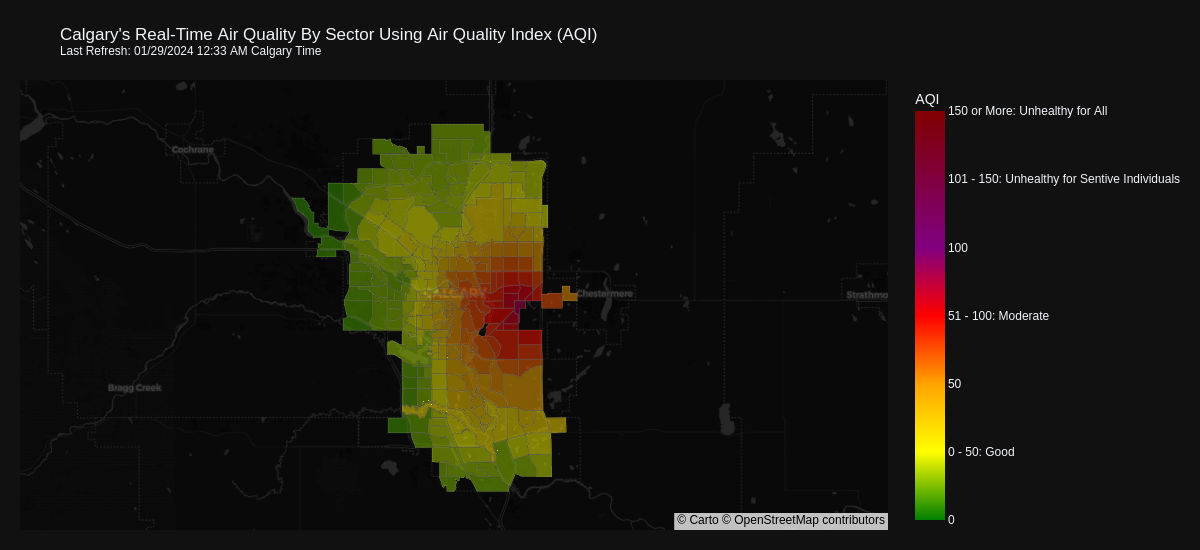 Calgary's Real-Time Air Quality By Sector Using Air Quality Index (AQI)
Last Refresh: 01/29/2024 12:33 AM Calgary Time
AQI
150 or More: Unhealthy for All
Cochrane
101 - 150: Unhealthy for Sentive Individuals
100
CALGARY
Chestermere
Strathmo
51 - 100: Moderate
Bragg Creek
50
0 - 50: Good
0
© Carto © OpenStreetMap contributors